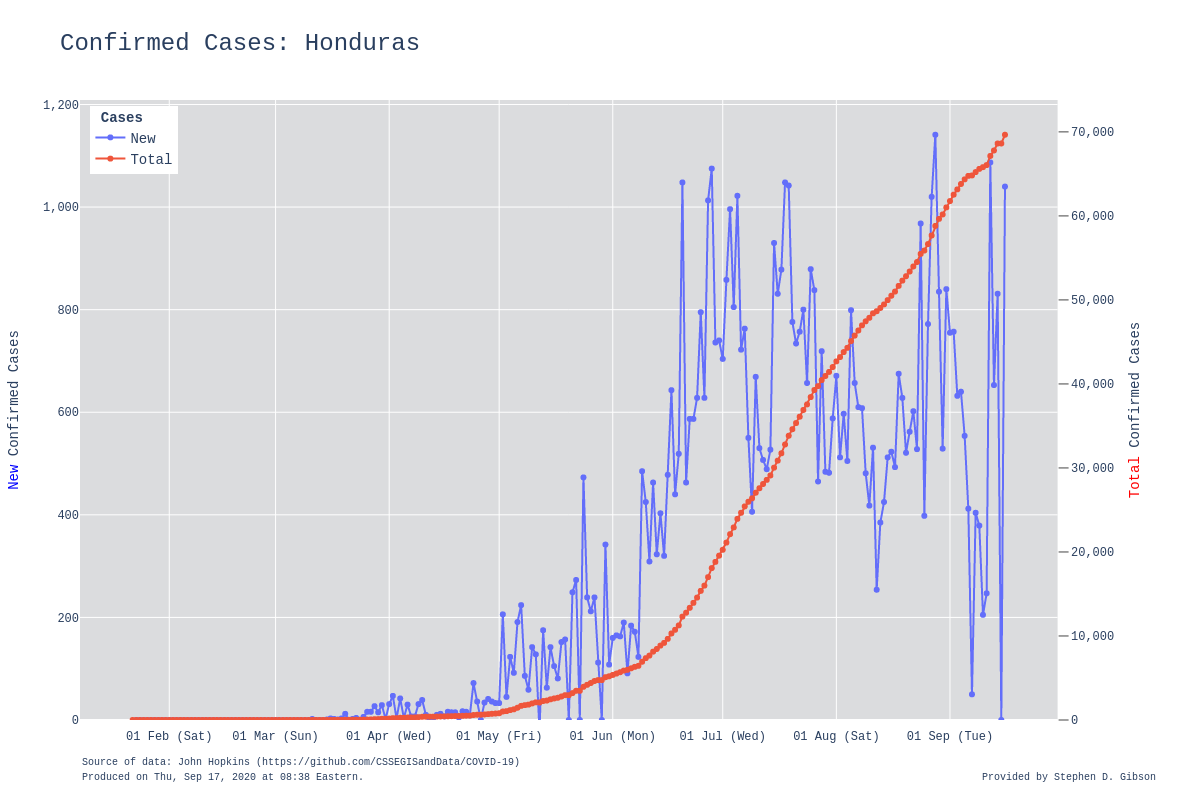 Confirmed Cases: Honduras
Cases
New
Total
1,200
1,000
800
600
400
200
0
70,000
60,000
50,000
40,000
30,000
20,000
10,000
0
New Confirmed Cases
Total Confirmed Cases
01 Feb (Sat)
01 Mar (Sun)
01 Apr (Wed)
01 May (Fri)
01 Jun (Mon)
01 Jul (Wed)
01 Aug (Sat)
01 Sep (Tue)
Source of data: John Hopkins (https://github.com/CSSEGISandData/COVID-19)
Produced on Thu, Sep 17, 2020 at 08:38 Eastern.
Provided by Stephen D. Gibson